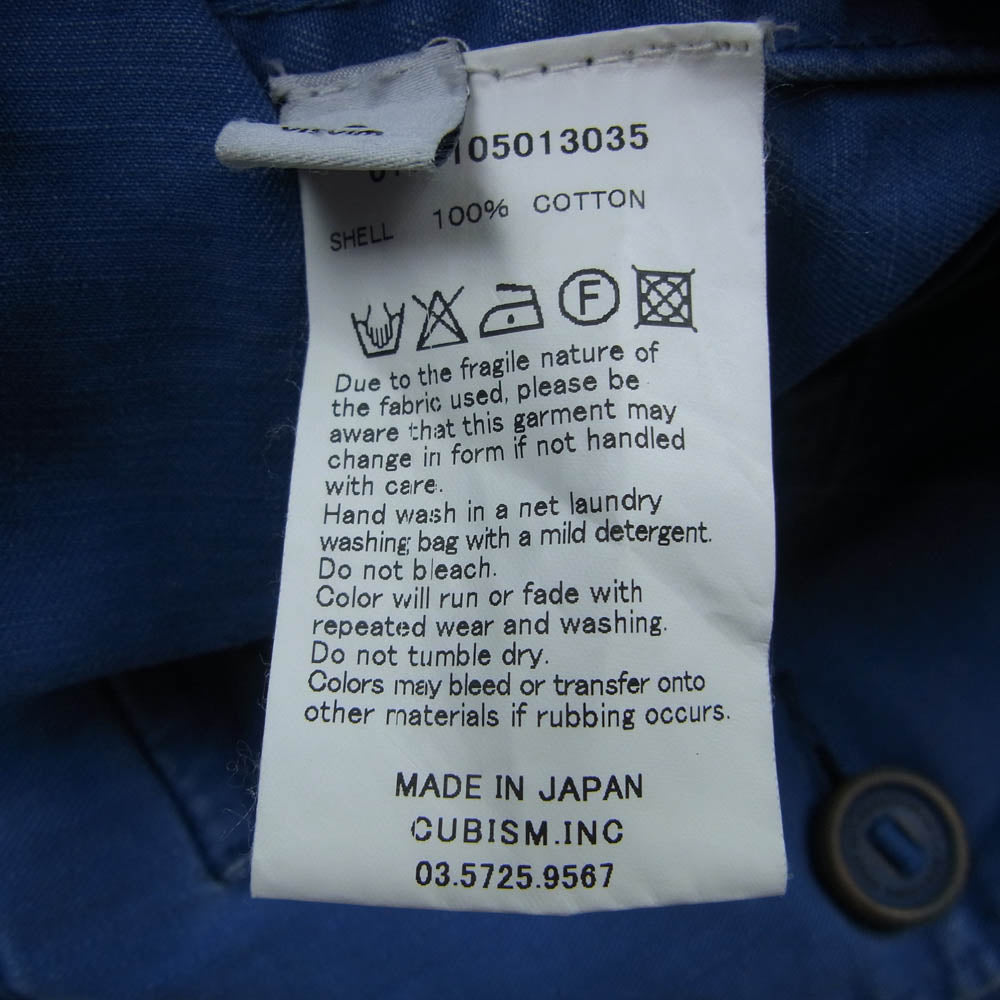 105013035
SHELL 100% COTTON
F
Due to the fragile nature of
the fabric used, please be
aware that this garment may
change in form if not handled
with care.
Hand wash in a net laundry
washing bag with a mild detergent.
Do not bleach.
Color will run or fade with
repeated wear and washing.
Do not tumble dry.
Colors may bleed or transfer onto
other materials if rubbing occurs.
MADE IN JAPAN
CUBISM.INC
03.5725.9567